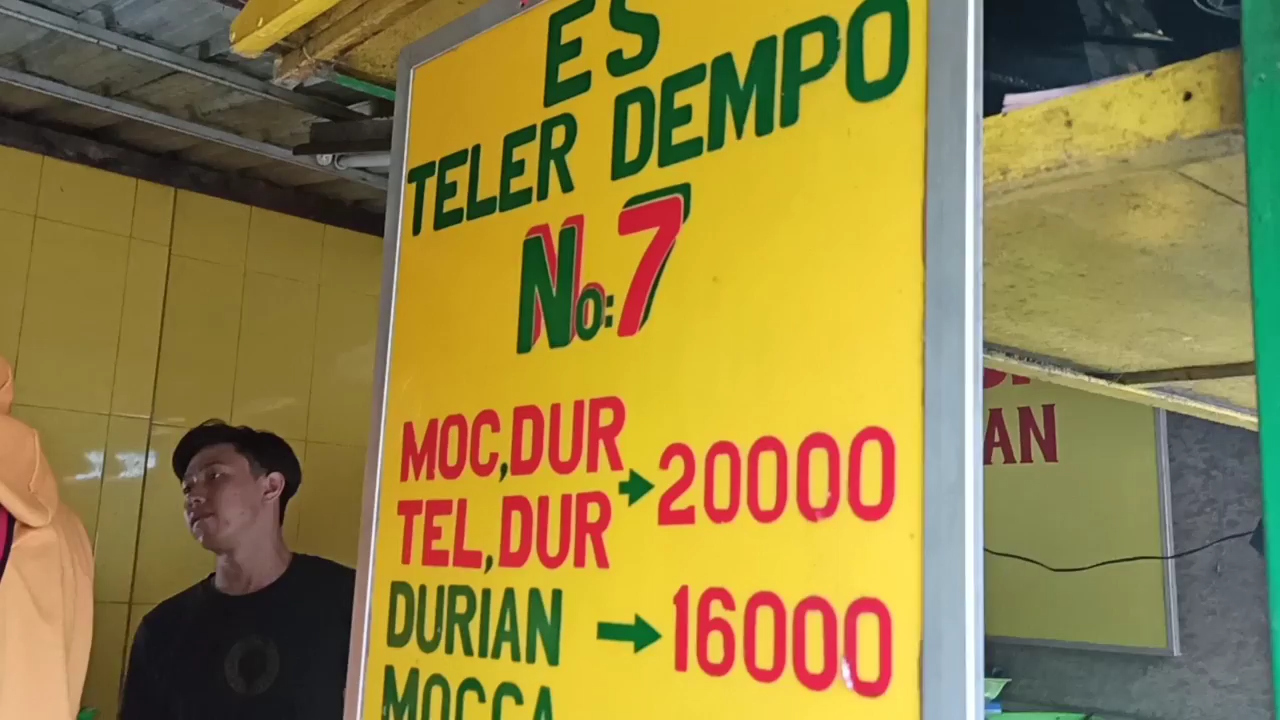 ES
TELER DEMPO
No:7
MOC,DUR
TEL,DUR → 20000
DURIAN → 16000
MOCCA
AN